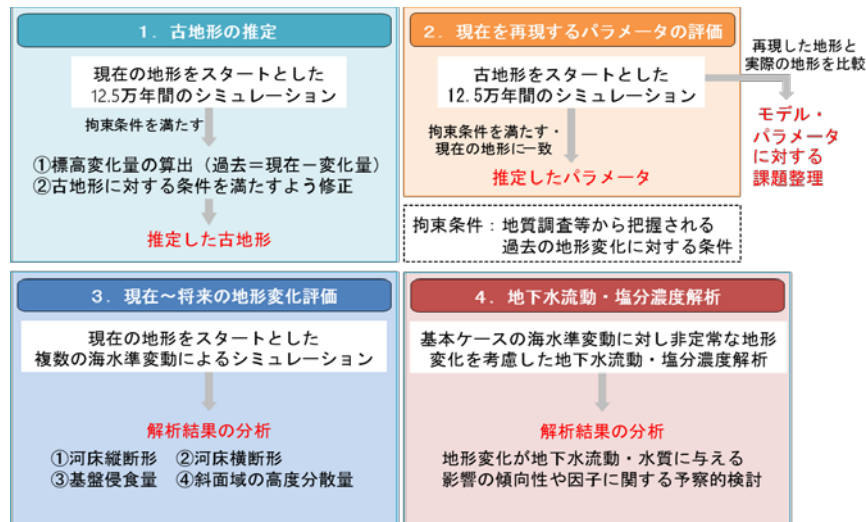 1. 古地形の推定
現在の地形をスタートとした
12.5万年間のシミュレーション
拘束条件を満たす
①標高変化量の算出（過去＝現在－変化量）
②古地形に対する条件を満たすよう修正
推定した古地形
2. 現在を再現するパラメータの評価
古地形をスタートとした
12.5万年間のシミュレーション
拘束条件を満たす・
現在の地形に一致
推定したパラメータ
再現した地形と
実際の地形を比較
モデル・
パラメータ
に対する
課題整理
拘束条件：地質調査等から把握される
過去の地形変化に対する条件
3. 現在～将来の地形変化評価
現在の地形をスタートとした
複数の海水準変動によるシミュレーション
解析結果の分析
①河床縦断形 ②河床横断形
③基盤侵食量 ④斜面域の高度分散量
4. 地下水流動・塩分濃度解析
基本ケースの海水準変動に対し非定常な地形
変化を考慮した地下水流動・塩分濃度解析
解析結果の分析
地形変化が地下水流動・水質に与える
影響の傾向性や因子に関する予察的検討